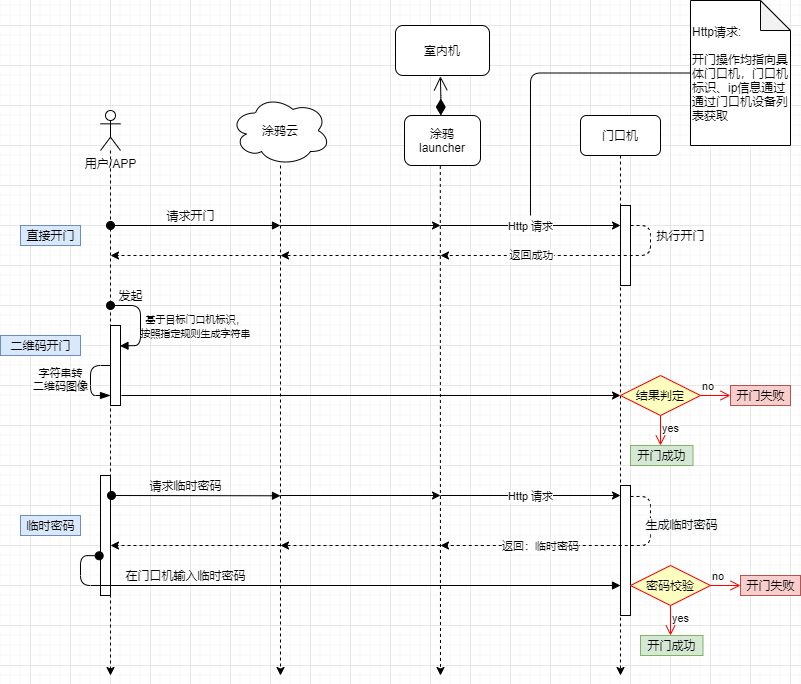 Http请求:
开门操作均指向具
体门口机，门口机
标识、ip信息通过
通过门口机设备列
表获取
室内机
涂鸦云
涂鸦
launcher
门口机
用户/APP
请求开门
Http 请求
直接开门
执行开门
返回成功
发起
基于目标门口机标识，
按照指定规则生成字符串
二维码开门
字符串转
二维码图像
结果判定
no
开门失败
yes
开门成功
请求临时密码
Http 请求
临时密码
生成临时密码
返回：临时密码
在门口机输入临时密码
密码校验
no
开门失败
yes
开门成功